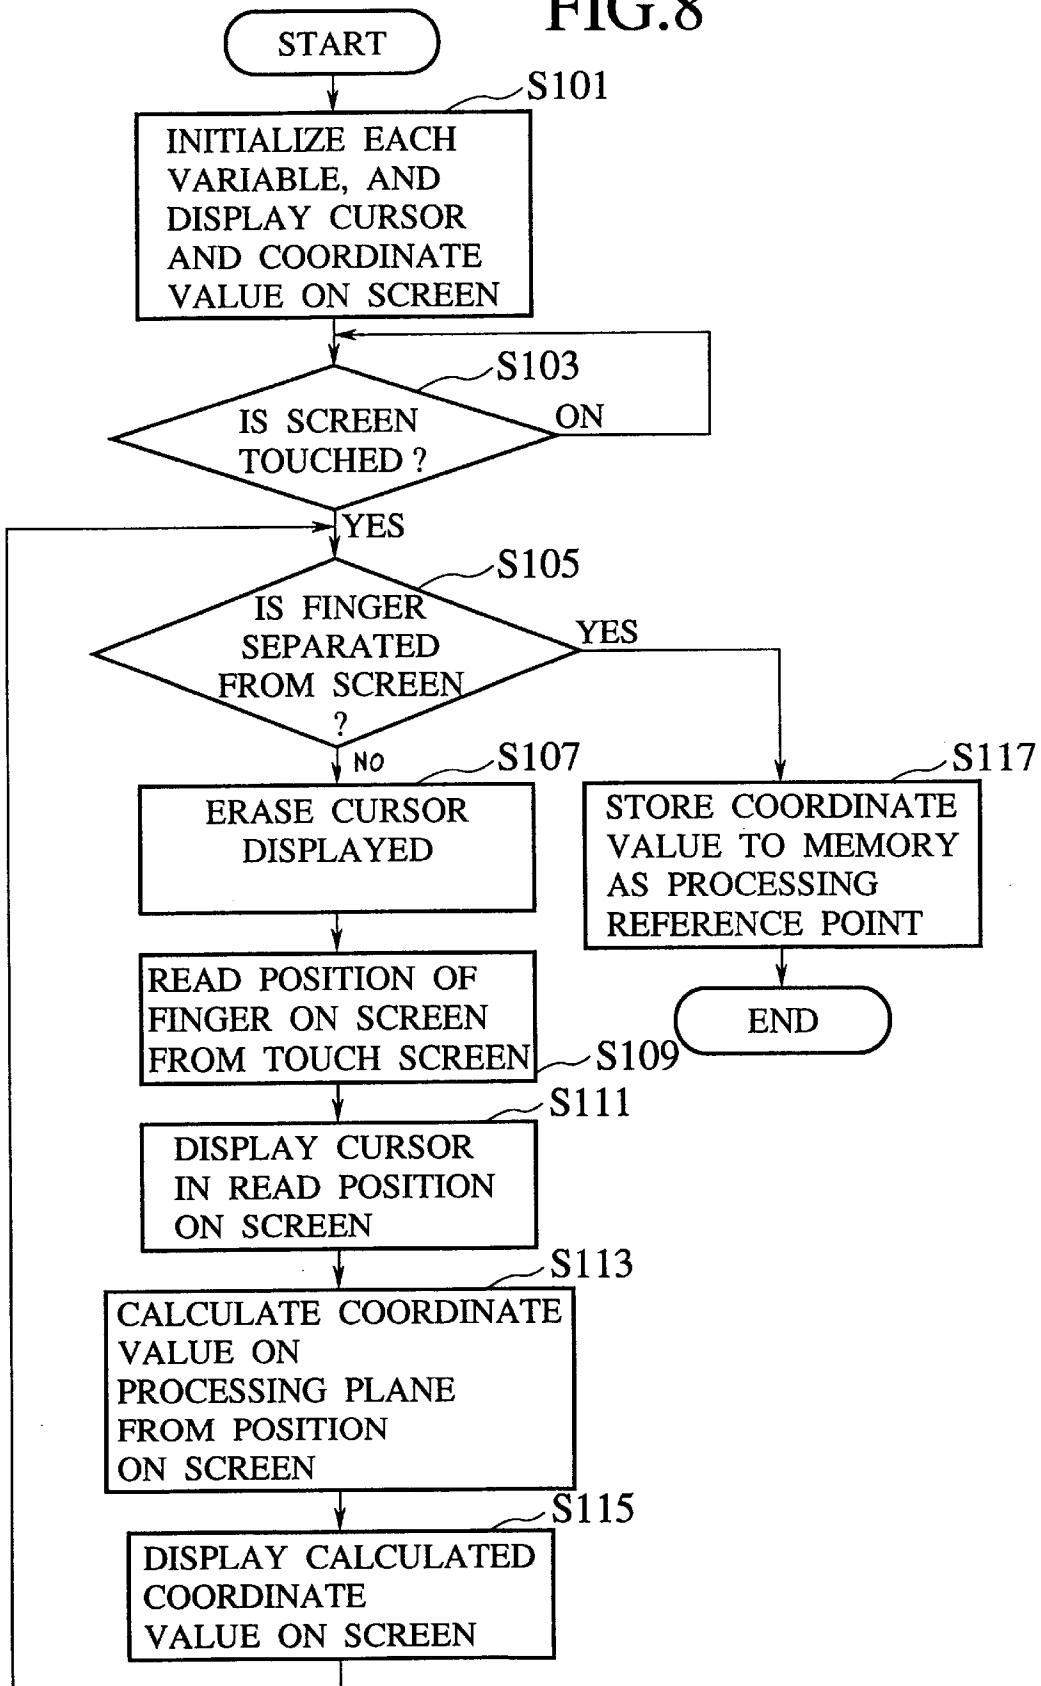 FIG.8
START
S101
INITIALIZE EACH
VARIABLE, AND
DISPLAY CURSOR
AND COORDINATE
VALUE ON SCREEN
S103
IS SCREEN
TOUCHED ?
ON
YES
S105
IS FINGER
SEPARATED
FROM SCREEN
?
YES
NO
S107
ERASE CURSOR
DISPLAYED
S117
STORE COORDINATE
VALUE TO MEMORY
AS PROCESSING
REFERENCE POINT
END
READ POSITION OF
FINGER ON SCREEN
FROM TOUCH SCREEN
S109
S111
DISPLAY CURSOR
IN READ POSITION
ON SCREEN
S113
CALCULATE COORDINATE
VALUE ON
PROCESSING PLANE
FROM POSITION
ON SCREEN
S115
DISPLAY CALCULATED
COORDINATE
VALUE ON SCREEN